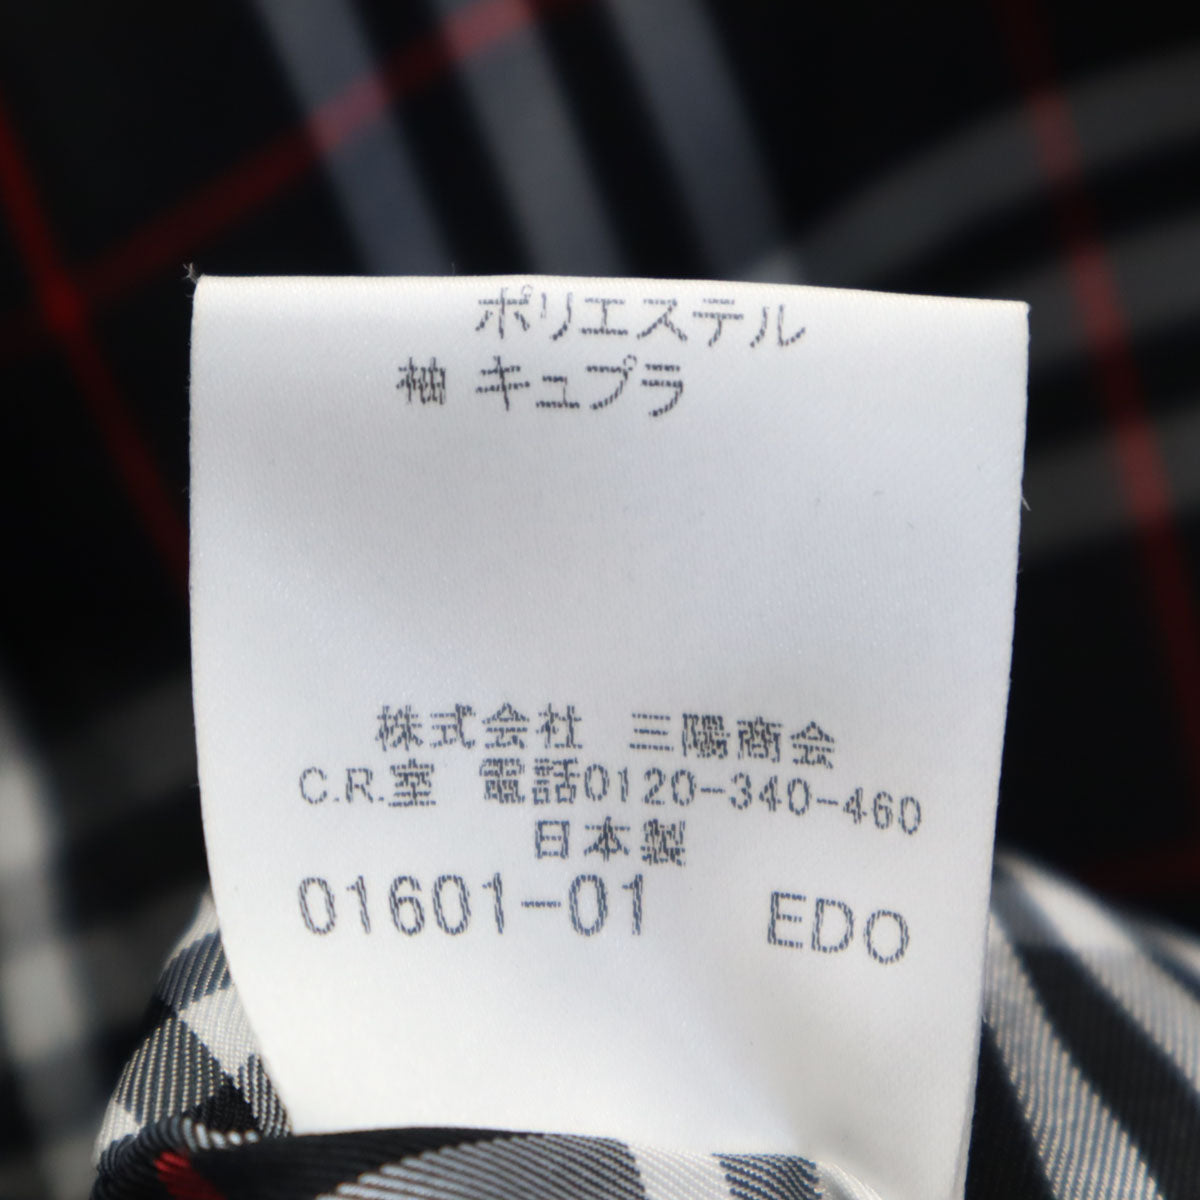 ポリエステル
袖 キュプラ
株式会社 三陽商会
C.R.室 電話0120-340-460
日本製
01601-01 EDO